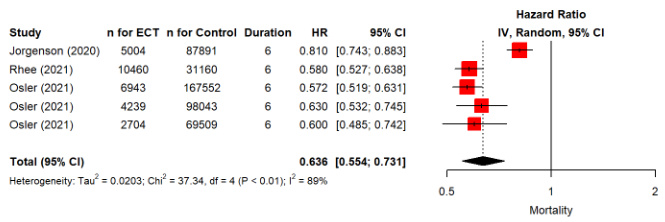 Hazard Ratio
Study n for ECT n for Control Duration HR 95% CI IV, Random, 95% CI
Jorgenson (2020) 5004 87891 6 0.810 [0.743; 0.883]
Rhee (2021) 10460 31160 6 0.580 [0.527; 0.638]
Osler (2021) 6943 167552 6 0.572 [0.519; 0.631]
Osler (2021) 4239 98043 6 0.630 [0.532; 0.745]
Osler (2021) 2704 69509 6 0.600 [0.485; 0.742]
Total (95% CI) 0.636 [0.554; 0.731]
Heterogeneity: Tau² = 0.0203; Chi² = 37.34, df = 4 (P < 0.01); I² = 89%
0.5 1 2
Mortality